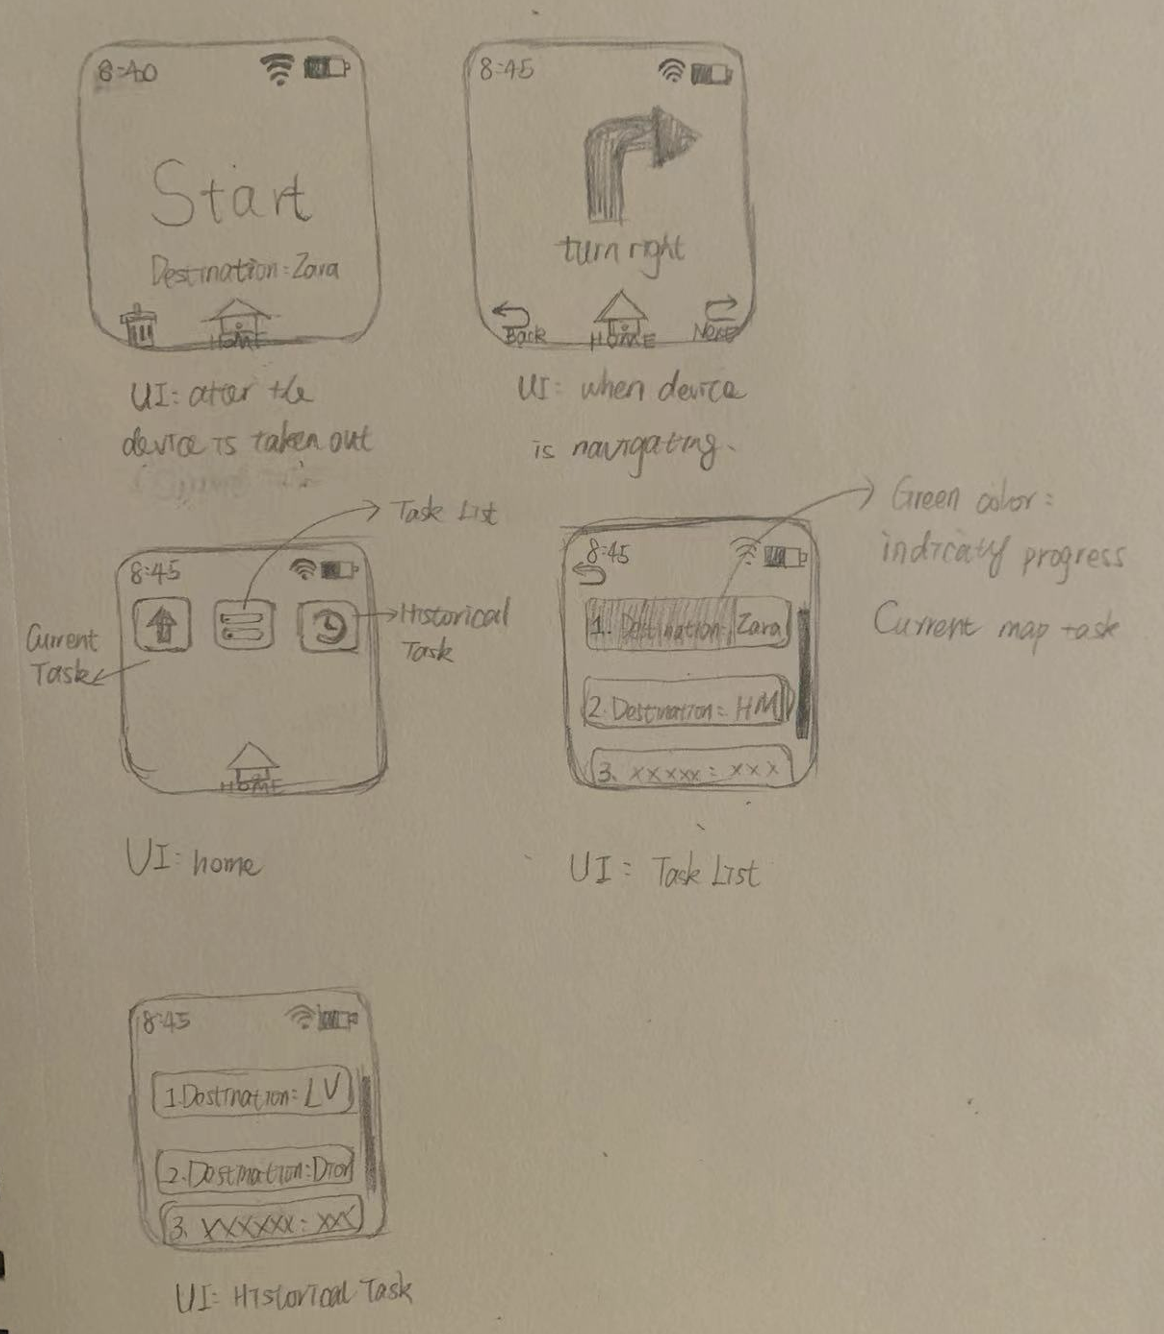 8:40
Start
Destination: Zara
HOME
UI: after the
device is taken out
8:45
turn right
Back
HOME
Next
UI: when device
is navigating.
8:45
Task List
Current
Task
Historical
Task
HOME
UI: home
8:45
1. Destination: Zara
2. Destination: HM
3. xxxxx: xxx
Green color:
progress
Current map task
UI: Task List
8:45
1. Destination: LV
2. Destination: Dior
3. XXXXXX: XXX
UI: Historical Task